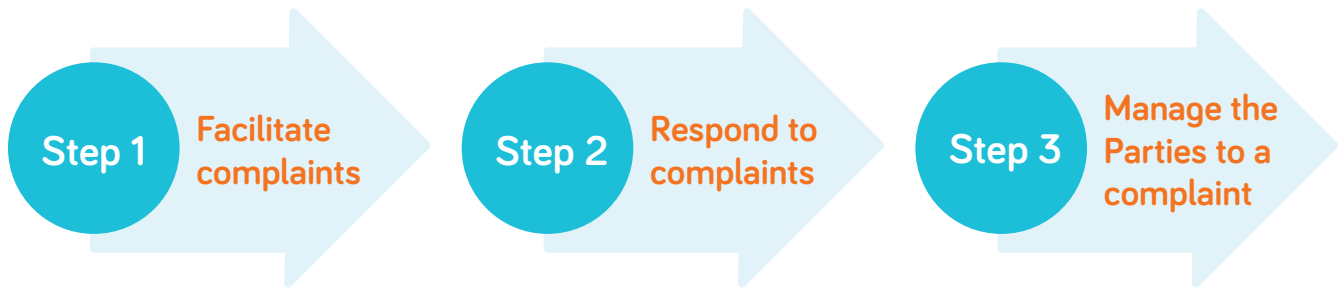 Step 1
Facilitate
complaints
Step 2
Respond to
complaints
Step 3
Manage the
Parties to a
complaint